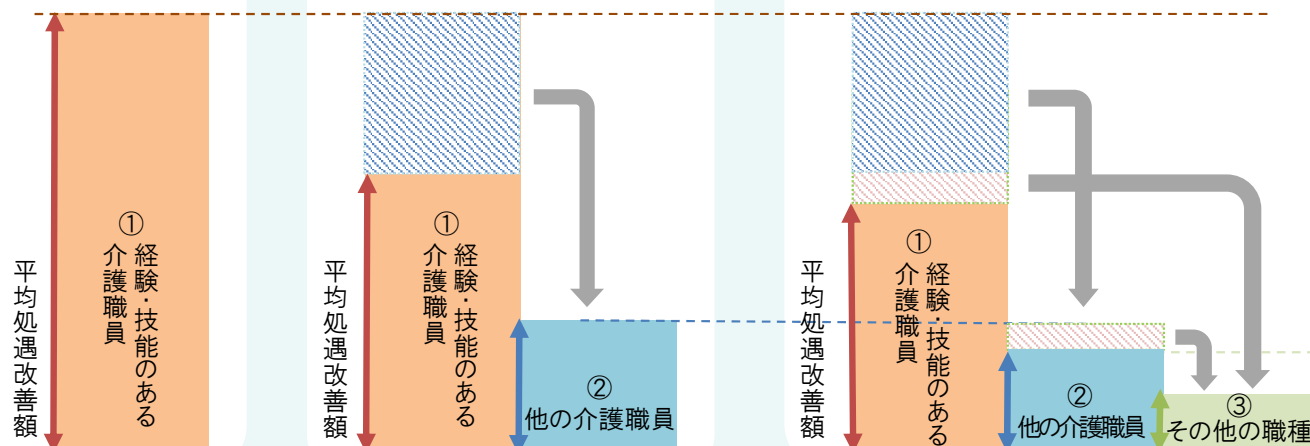 平均処遇改善額
①
経験・技能のある
介護職員
平均処遇改善額
①
経験・技能のある
介護職員
②
他の介護職員
平均処遇改善額
①
経験・技能のある
介護職員
②
他の介護職員
③
その他の職種